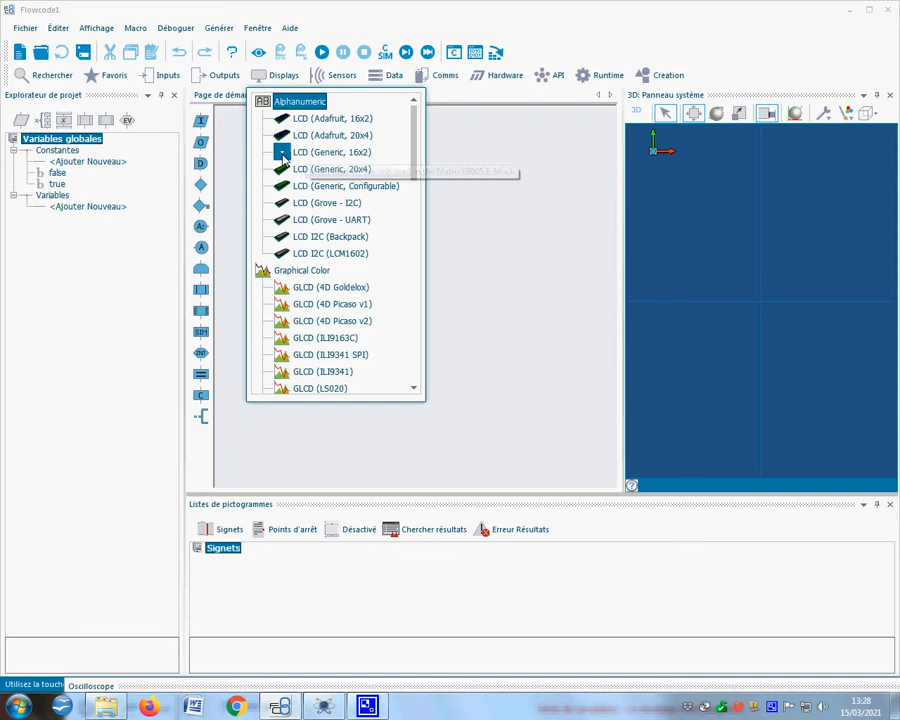 Flowcode1
Fichier Éditer Affichage Macro Déboguer Générer Fenêtre Aide
C SIM C
Rechercher Favoris Inputs Outputs Displays Sensors Data Comms Hardware API Runtime Creation
Explorateur de projet
Page de déma
3D: Panneau système
3D
Variables globales
Constantes
<Ajouter Nouveau>
false
true
Variables
<Ajouter Nouveau>
Alphanumeric
LCD (Adafruit, 16x2)
LCD (Adafruit, 20x4)
LCD (Generic, 16x2)
LCD (Generic, 20x4)
LCD (Generic, Configurable)
LCD (Grove - I2C)
LCD (Grove - UART)
LCD I2C (Backpack)
LCD I2C (LCM1602)
Graphical Color
GLCD (4D Goldelox)
GLCD (4D Picaso v1)
GLCD (4D Picaso v2)
GLCD (ILI9163C)
GLCD (ILI9341 SPI)
GLCD (ILI9341)
GLCD (LS020)
Listes de pictogrammes
Signets Points d'arrêt Désactivé Chercher résultats Erreur Résultats
Signets
Utilisez la touch
Oscilloscope
13:28
15/03/2021